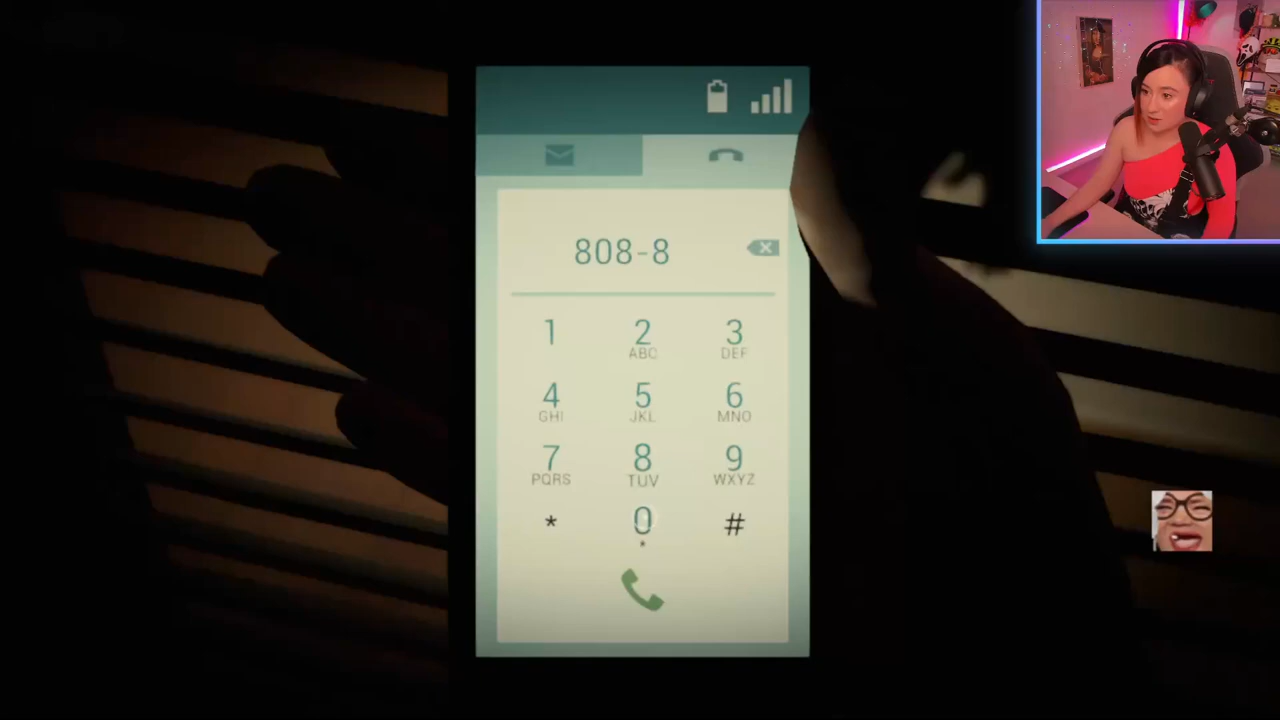 808-8
1 2 3
ABC DEF
4 5 6
GHI JKL MNO
7 8 9
PQRS TUV WXYZ
* 0 #